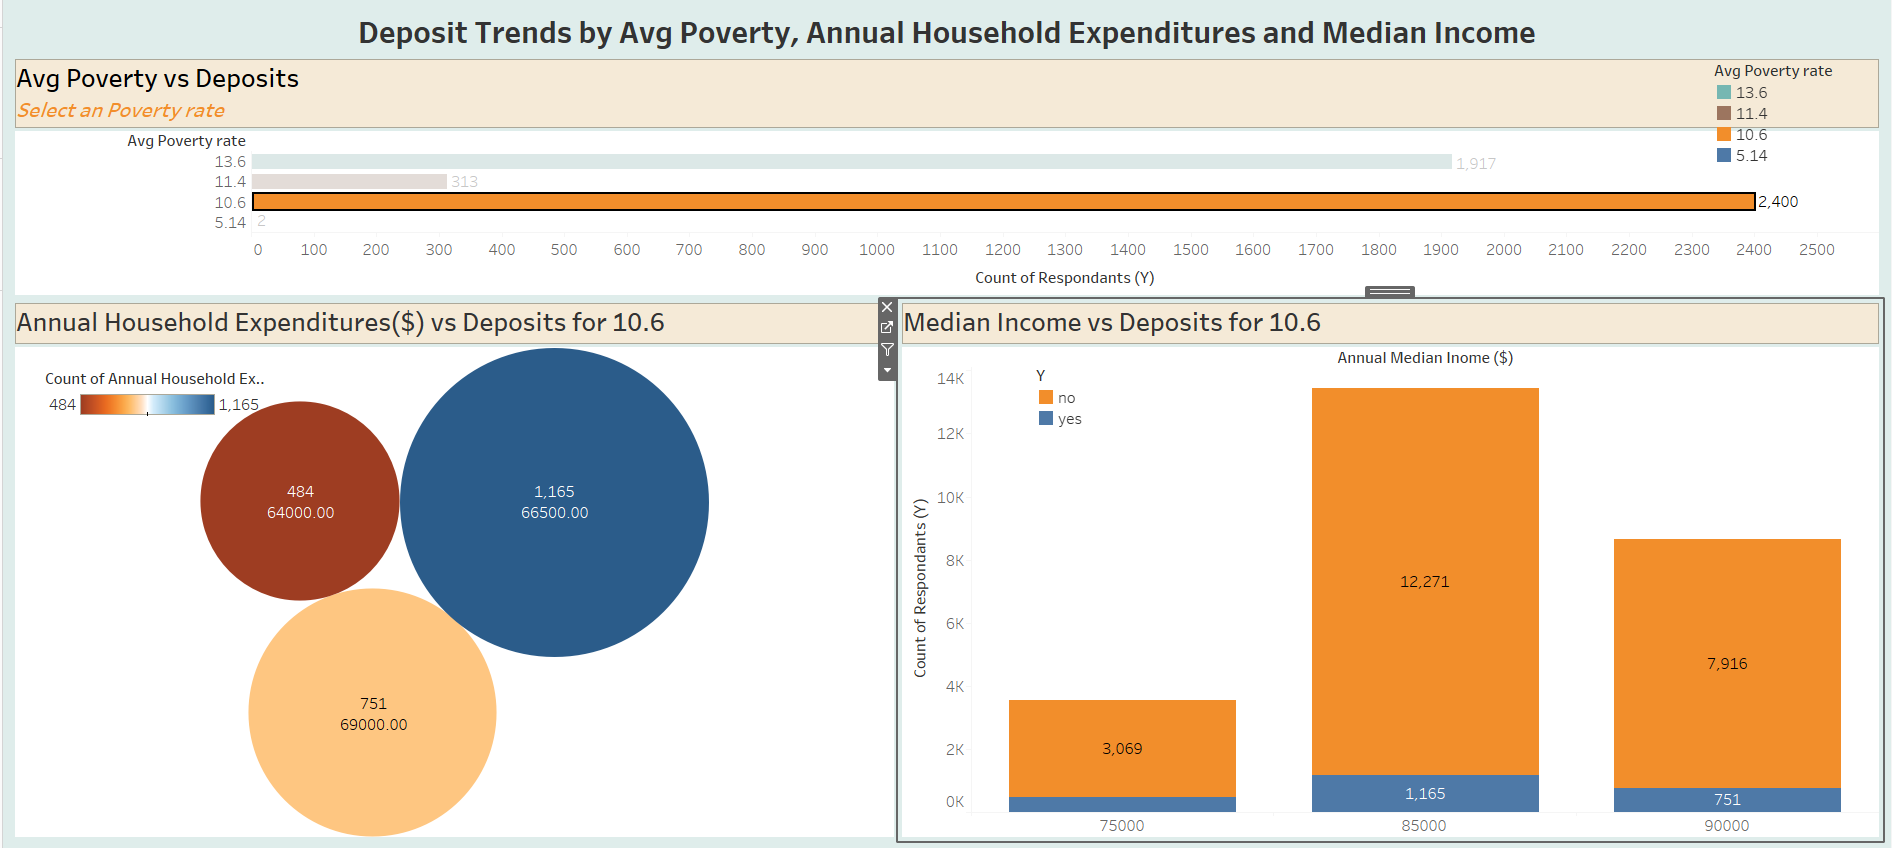 Deposit Trends by Avg Poverty, Annual Household Expenditures and Median Income
Avg Poverty vs Deposits
Select an Poverty rate
Avg Poverty rate
13.6
11.4
10.6
5.14
Avg Poverty rate
13.6
1,917
11.4
313
10.6
2,400
5.14
2
0 100 200 300 400 500 600 700 800 900 1000 1100 1200 1300 1400 1500 1600 1700 1800 1900 2000 2100 2200 2300 2400 2500
Count of Respondants (Y)
Annual Household Expenditures($) vs Deposits for 10.6
Count of Annual Household Ex..
484 1,165
484
64000.00
1,165
66500.00
751
69000.00
Median Income vs Deposits for 10.6
Annual Median Inome ($)
Y
no
yes
Count of Respondants (Y)
14K
12K
10K
8K
6K
4K
2K
0K
3,069
12,271
1,165
7,916
751
75000 85000 90000